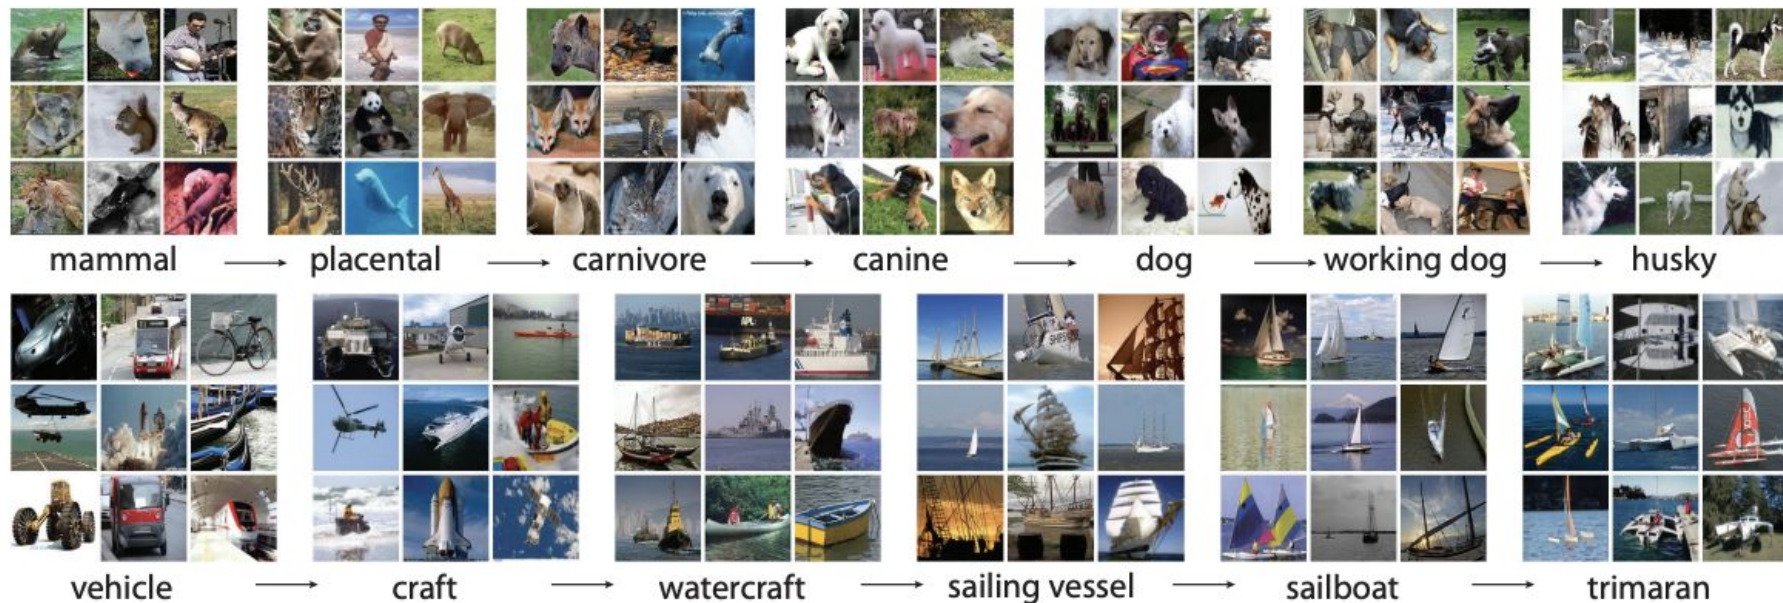 mammal → placental → carnivore → canine → dog → working dog → husky
vehicle → craft → watercraft → sailing vessel → sailboat → trimaran